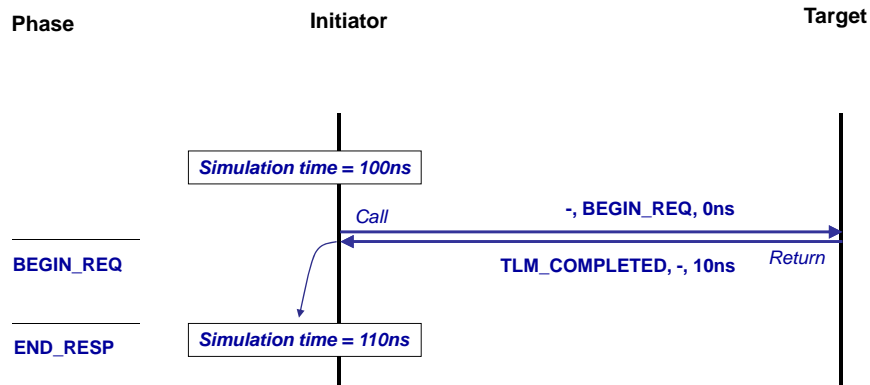 Phase
Initiator
Target
Simulation time = 100ns
-, BEGIN_REQ, 0ns
Call
BEGIN_REQ
TLM_COMPLETED, -, 10ns
Return
Simulation time = 110ns
END_RESP